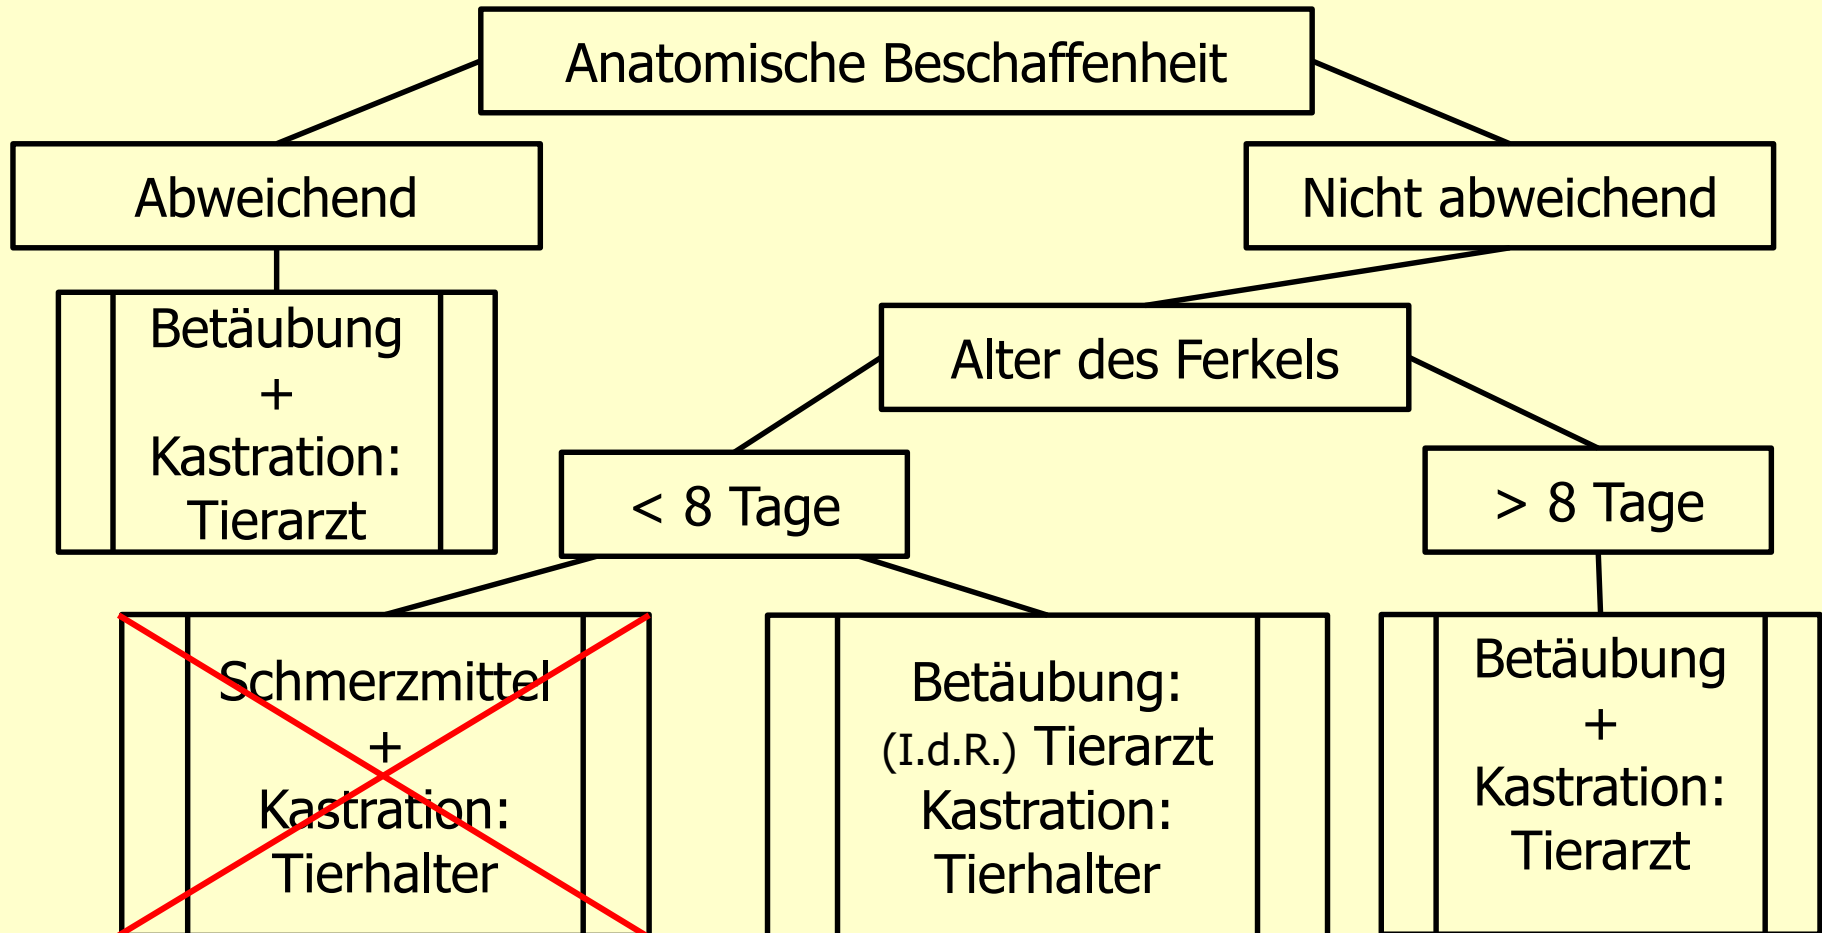 Anatomische Beschaffenheit
Abweichend
Nicht abweichend
Betäubung
+
Kastration:
Tierarzt
Alter des Ferkels
< 8 Tage
> 8 Tage
Schmerzmittel
+
Kastration:
Tierhalter
Betäubung:
(I.d.R.) Tierarzt
Kastration:
Tierhalter
Betäubung
+
Kastration:
Tierarzt